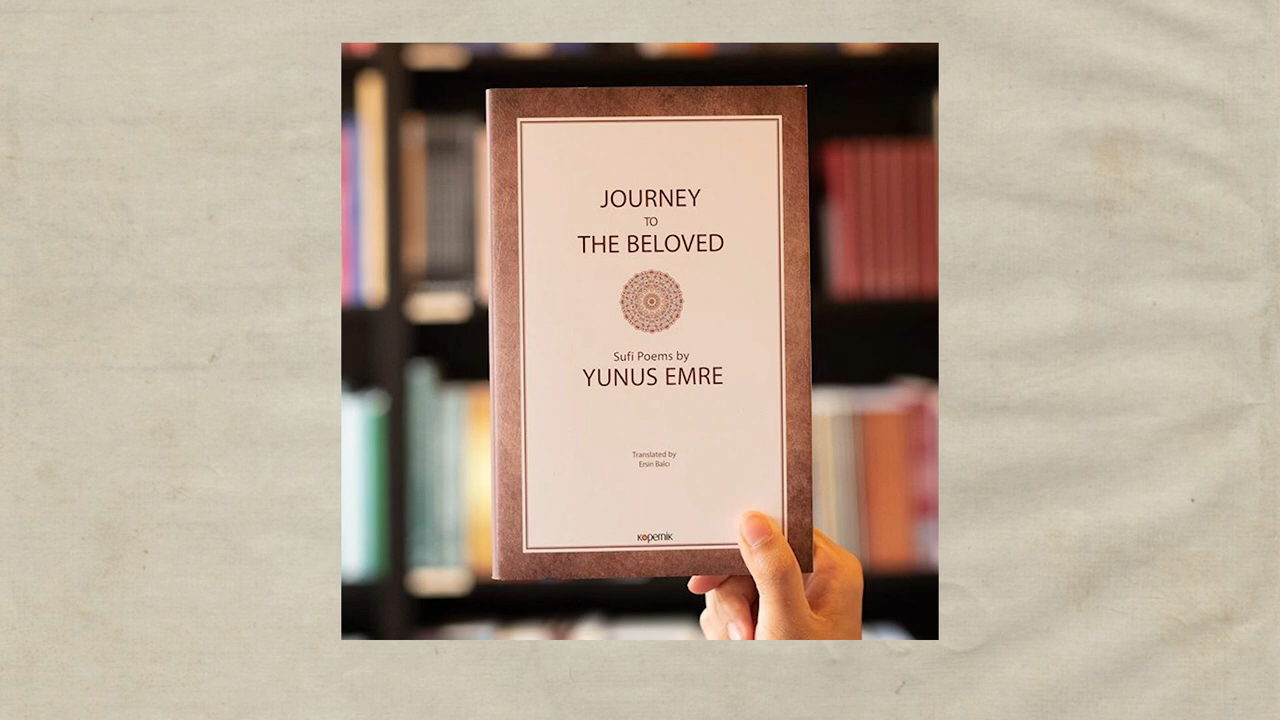 JOURNEY
TO
THE BELOVED
Sufi Poems by
YUNUS EMRE
Translated by
Ersin Balcı
kopernik